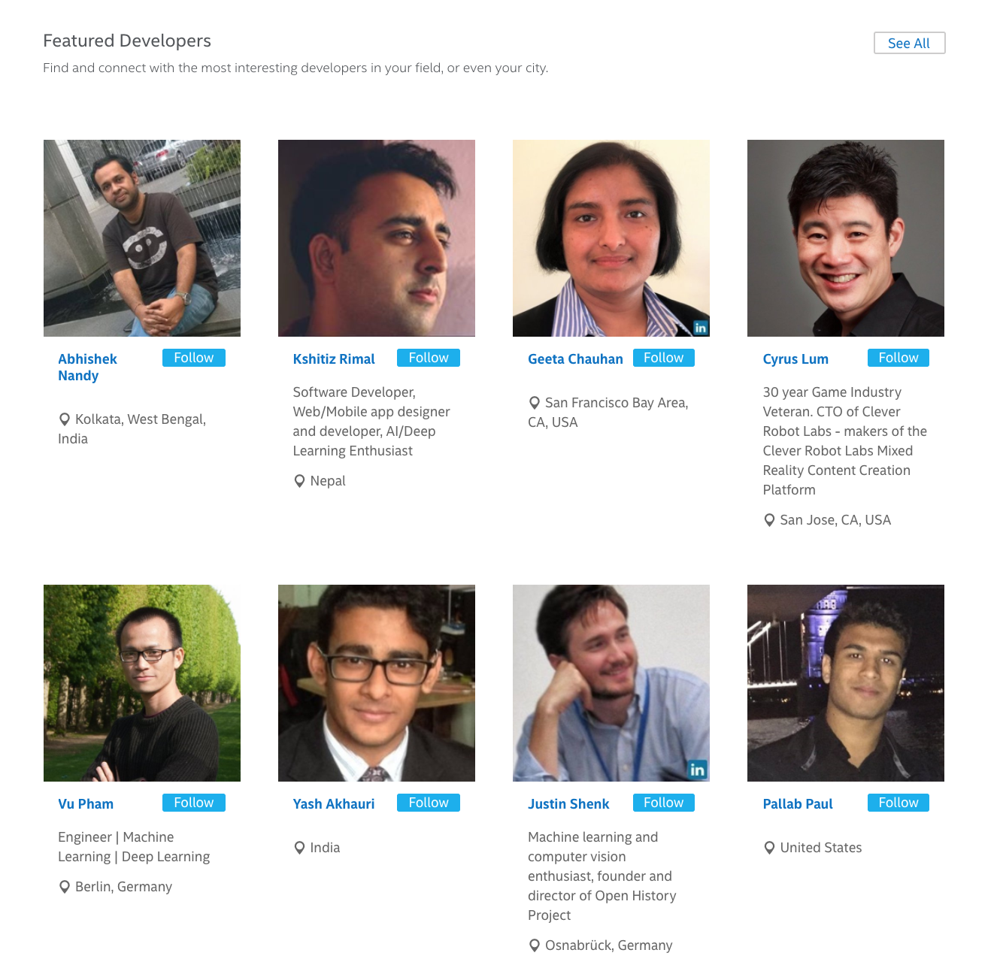 Featured Developers
See All
Find and connect with the most interesting developers in your field, or even your city.
in
Abhishek
Nandy
Follow
Kolkata, West Bengal,
India
Kshitiz Rimal
Follow
Software Developer,
Web/Mobile app designer
and developer, AI/Deep
Learning Enthusiast
Nepal
Geeta Chauhan
Follow
San Francisco Bay Area,
CA, USA
Cyrus Lum
Follow
30 year Game Industry
Veteran. CTO of Clever
Robot Labs - makers of the
Clever Robot Labs Mixed
Reality Content Creation
Platform
San Jose, CA, USA
in
Vu Pham
Follow
Engineer | Machine
Learning | Deep Learning
Berlin, Germany
Yash Akhauri
Follow
India
Justin Shenk
Follow
Machine learning and
computer vision
enthusiast, founder and
director of Open History
Project
Osnabrück, Germany
Pallab Paul
Follow
United States